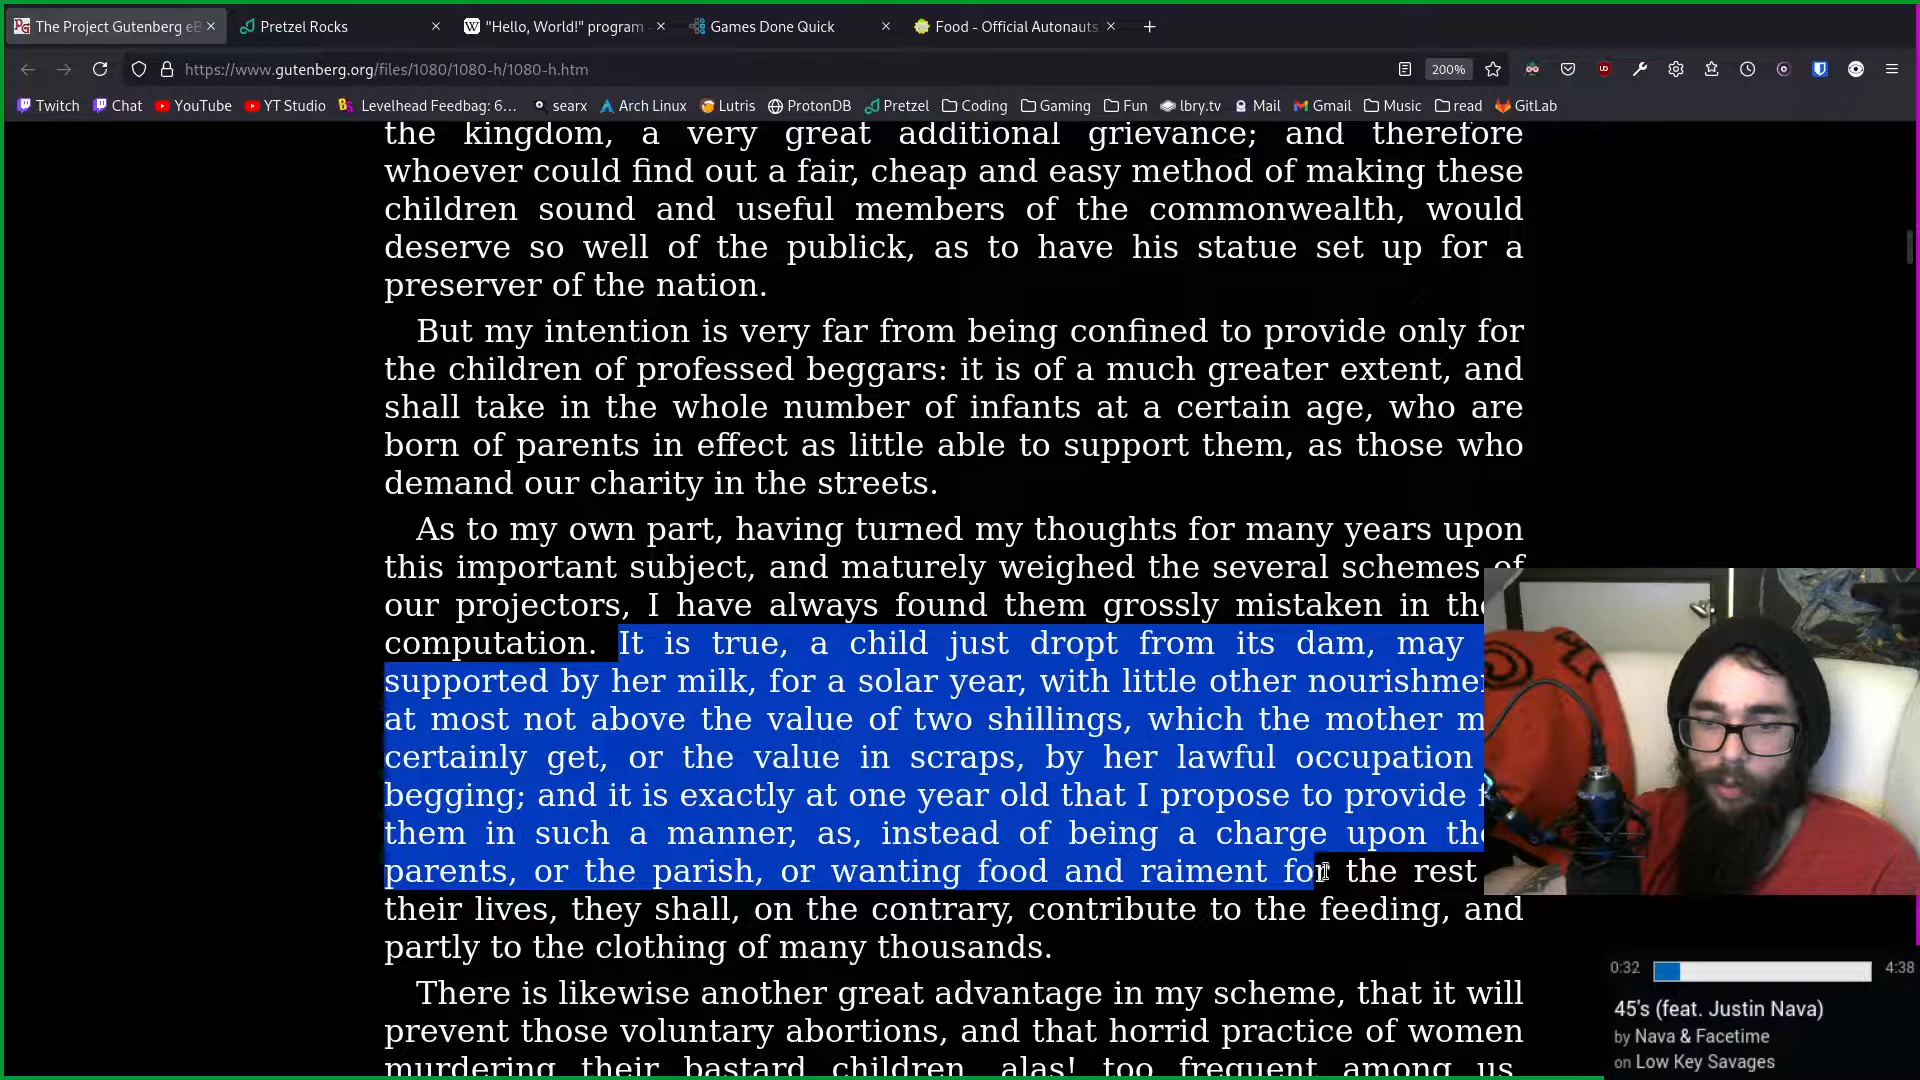 The Project Gutenberg eB
Pretzel Rocks
"Hello, World!" program -
Games Done Quick
Food - Official Autonauts
https://www.gutenberg.org/files/1080/1080-h/1080-h.htm
200%
Twitch
Chat
YouTube
YT Studio
Levelhead Feedbag: 6…
searx
Arch Linux
Lutris
ProtonDB
Pretzel
Coding
Gaming
Fun
lbry.tv
Mail
Gmail
Music
read
GitLab
the kingdom, a very great additional grievance; and therefore
whoever could find out a fair, cheap and easy method of making these
children sound and useful members of the commonwealth, would
deserve so well of the publick, as to have his statue set up for a
preserver of the nation.
But my intention is very far from being confined to provide only for
the children of professed beggars: it is of a much greater extent, and
shall take in the whole number of infants at a certain age, who are
born of parents in effect as little able to support them, as those who
demand our charity in the streets.
As to my own part, having turned my thoughts for many years upon
this important subject, and maturely weighed the several schemes of
our projectors, I have always found them grossly mistaken in the
computation. It is true, a child just dropt from its dam, may
supported by her milk, for a solar year, with little other nourishme
at most not above the value of two shillings, which the mother m
certainly get, or the value in scraps, by her lawful occupation
begging; and it is exactly at one year old that I propose to provide f
them in such a manner, as, instead of being a charge upon the
parents, or the parish, or wanting food and raiment for the rest
their lives, they shall, on the contrary, contribute to the feeding, and
partly to the clothing of many thousands.
There is likewise another great advantage in my scheme, that it will
prevent those voluntary abortions, and that horrid practice of women
murdering their bastard children, alas! too frequent among us,
0:32
4:38
45's (feat. Justin Nava)
by Nava & Facetime
on Low Key Savages